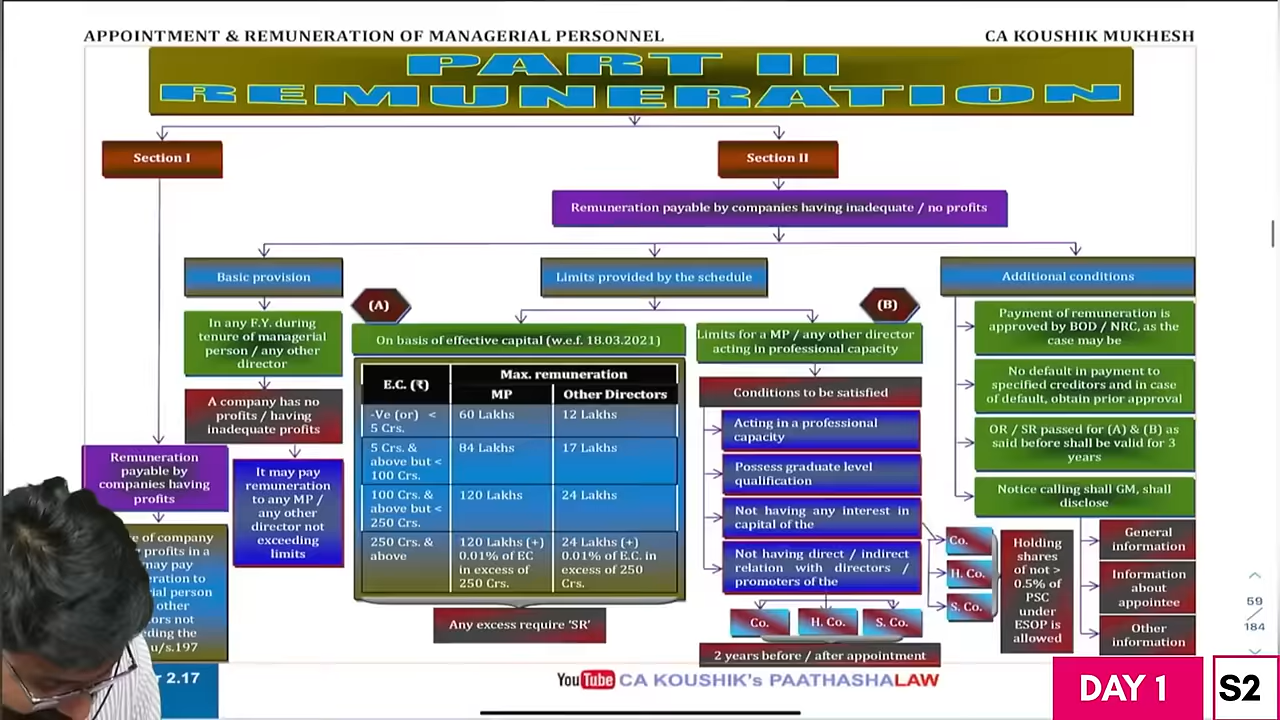 APPOINTMENT & REMUNERATION OF MANAGERIAL PERSONNEL
CA KOUSHIK MUKHESH
PART II
REMUNERATION
Section I
Section II
Remuneration payable by companies having inadequate / no profits
Basic provision
Limits provided by the schedule
Additional conditions
In any F.Y. during
tenure of managerial
person / any other
director
A company has no
profits / having
inadequate profits
Remuneration
payable by
companies having
profits
It may pay
remuneration
to any MP /
any other
director not
exceeding
limits
of company
profits in a
may pay
to
person
other
not
the
u/s.197
(A)
On basis of effective capital (w.e.f. 18.03.2021)
E.C. (₹)
Max. remuneration
MP
Other Directors
-Ve (or) <
5 Crs.
60 Lakhs
12 Lakhs
5 Crs. &
above but <
100 Crs.
84 Lakhs
17 Lakhs
100 Crs. &
above but <
250 Crs.
120 Lakhs
24 Lakhs
250 Crs. &
above
120 Lakhs (+)
0.01% of EC
in excess of
250 Crs.
24 Lakhs (+)
0.01% of E.C. in
excess of 250
Crs.
Any excess require 'SR'
(B)
Limits for a MP / any other director
acting in professional capacity
Conditions to be satisfied
Acting in a professional
capacity
Possess graduate level
qualification
Not having any interest in
capital of the
Not having direct / indirect
relation with directors /
promoters of the
Co.
H. Co.
S. Co.
2 years before / after appointment
Co.
H. Co.
S. Co.
Holding
shares
of not >
0.5% of
PSC
under
ESOP is
allowed
Payment of remuneration is
approved by BOD / NRC, as the
case may be
No default in payment to
specified creditors and in case
of default, obtain prior approval
OR / SR passed for (A) & (B) as
said before shall be valid for 3
years
Notice calling shall GM, shall
disclose
General
information
Information
about
appointee
Other
information
59
184
2.17
YouTube CA KOUSHIK's PAATHASHALAW
DAY 1
S2